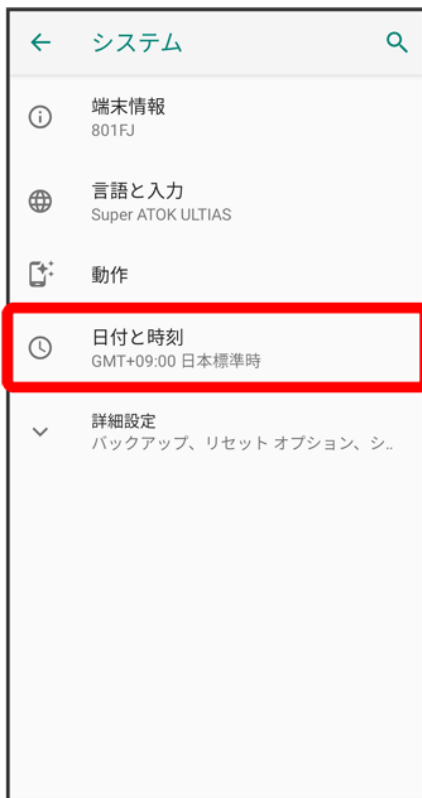 システム
端末情報
801FJ
言語と入力
Super ATOK ULTIAS
動作
日付と時刻
GMT+09:00 日本標準時
詳細設定
バックアップ、リセット オプション、シ..